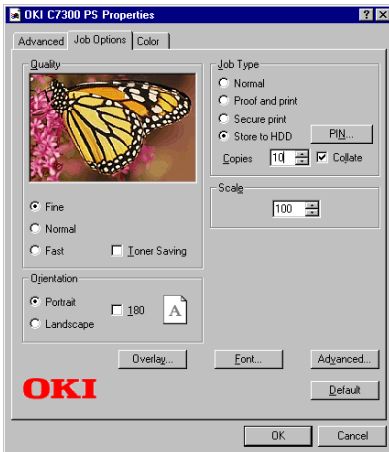 OKI C7300 PS Properties
Advanced
Job Options
Color
Quality
Fine
Normal
Fast
Toner Saving
Job Type
Normal
Proof and print
Secure print
Store to HDD
PIN...
Copies
10
Collate
Scale
100
Orientation
Portrait
Landscape
180
A
Overlay...
Font...
Advanced...
OKI
Default
OK
Cancel